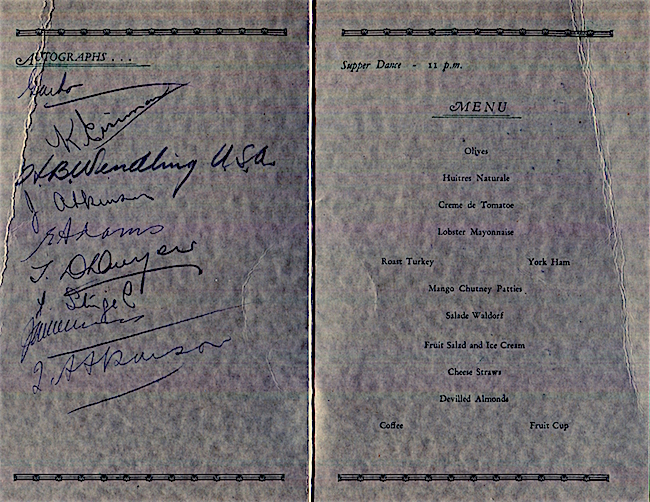 AUTOGRAPHS . . .
H.B. Wendling U.S.A.
J Atkinson
E Adams
T. O'Dwyer
J Atkinson
Supper Dance - 11 p.m.
MENU
Olives
Huitres Naturale
Creme de Tomatoe
Lobster Mayonnaise
Roast Turkey York Ham
Mango Chutney Patties
Salade Waldorf
Fruit Salad and Ice Cream
Cheese Straws
Devilled Almonds
Coffee Fruit Cup